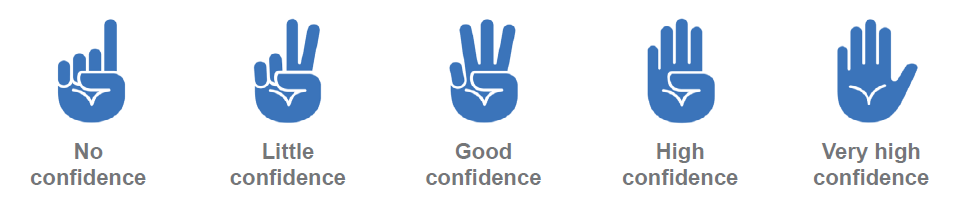 No
confidence
Little
confidence
Good
confidence
High
confidence
Very high
confidence